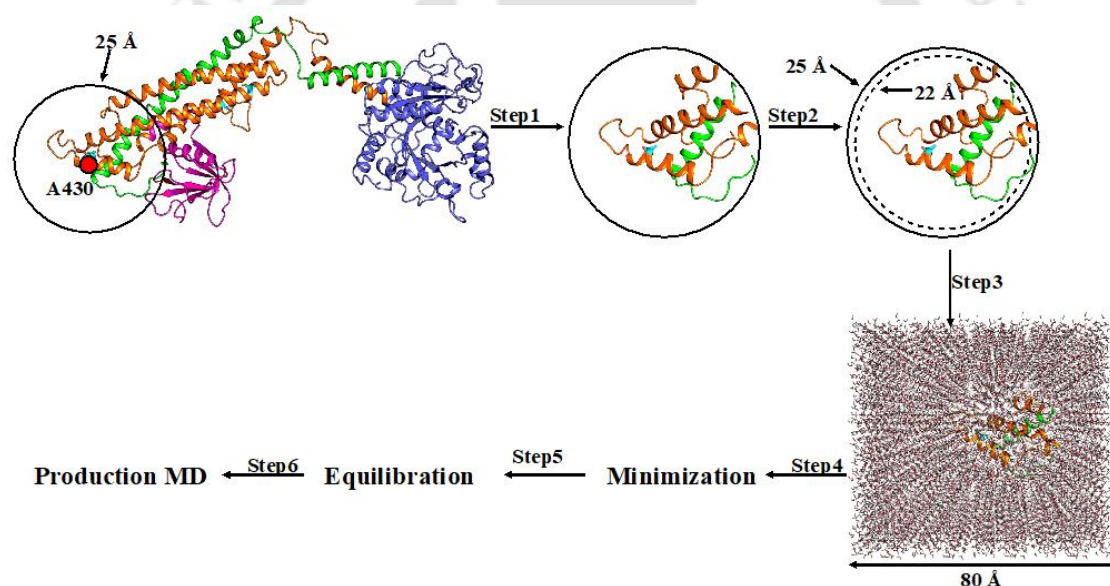 25 Å
A430
Step1
Step2
25 Å
22 Å
Step3
80 Å
Step4
Minimization
Step5
Equilibration
Step6
Production MD